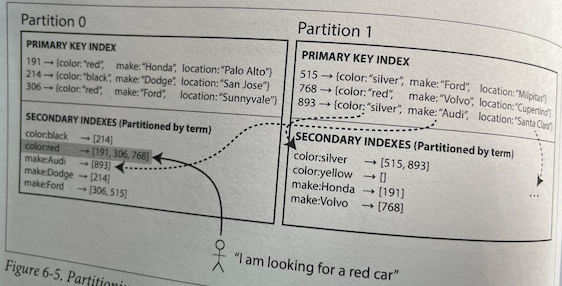 Partition 0
PRIMARY KEY INDEX
191 → {color:"red", make:"Honda", location:"Palo Alto"}
214 → {color:"black", make:"Dodge", location:"San Jose"}
306 → {color:"red", make:"Ford", location:"Sunnyvale"}
SECONDARY INDEXES (Partitioned by term)
color:black → [214]
color:red → [191, 306, 768]
make:Audi → [893]
make:Dodge → [214]
make:Ford → [306, 515]
Partition 1
PRIMARY KEY INDEX
515 → {color:"silver", make:"Ford", location:"Milpitas"}
768 → {color:"red", make:"Volvo", location:"Cupertino"}
893 → {color:"silver", make:"Audi", location:"Santa Clara"}
SECONDARY INDEXES (Partitioned by term)
color:silver → [515, 893]
color:yellow → []
make:Honda → [191]
make:Volvo → [768]
...
"I am looking for a red car"
Figure 6-5.